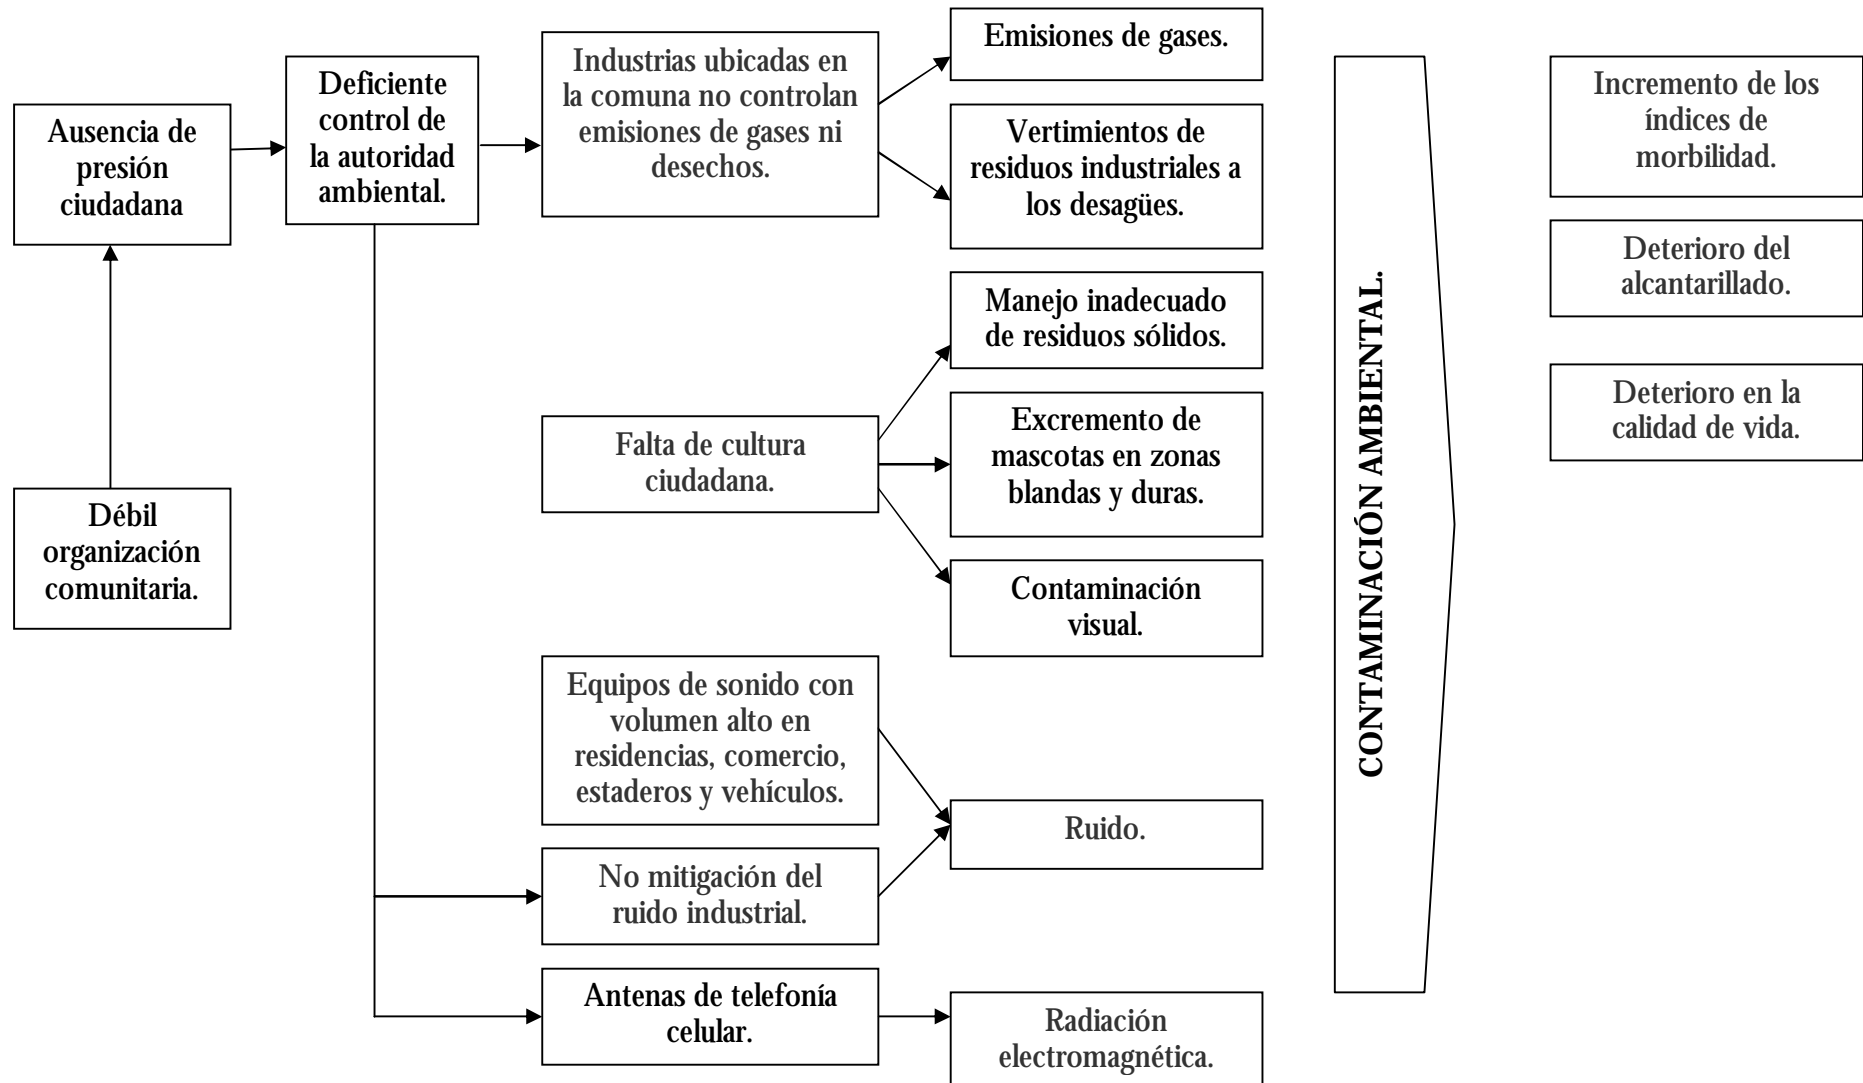 Ausencia de
presión
ciudadana
Débil
organización
comunitaria.
Deficiente
control de
la autoridad
ambiental.
Industrias ubicadas en
la comuna no controlan
emisiones de gases ni
desechos.
Falta de cultura
ciudadana.
Equipos de sonido con
volumen alto en
residencias, comercio,
estaderos y vehículos.
No mitigación del
ruido industrial.
Antenas de telefonía
celular.
Emisiones de gases.
Vertimientos de
residuos industriales a
los desagües.
Manejo inadecuado
de residuos sólidos.
Excremento de
mascotas en zonas
blandas y duras.
Contaminación
visual.
Ruido.
Radiación
electromagnética.
CONTAMINACIÓN AMBIENTAL.
Incremento de los
índices de
morbilidad.
Deterioro del
alcantarillado.
Deterioro en la
calidad de vida.